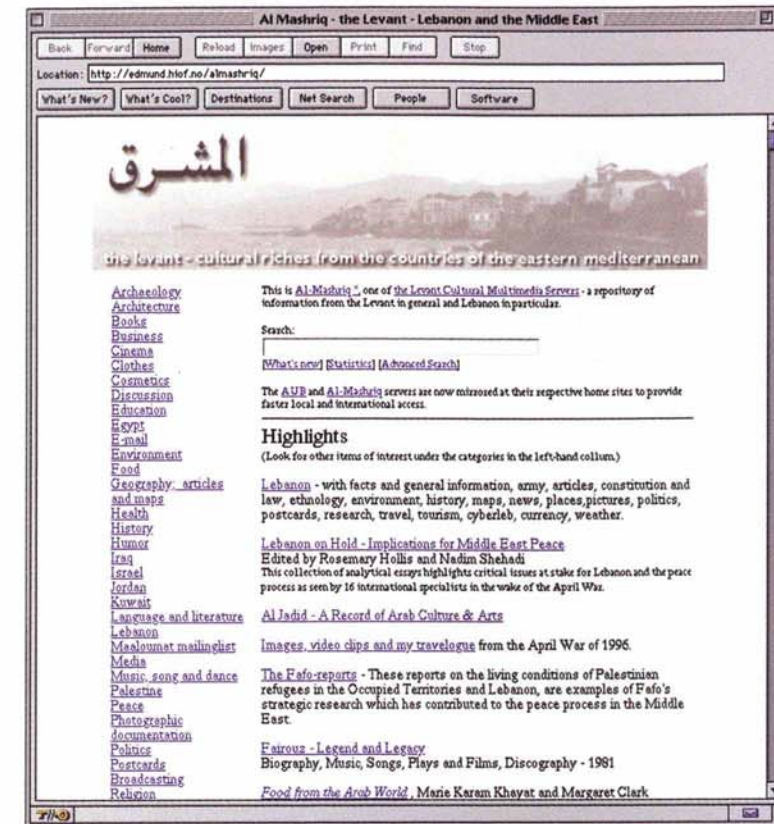 Al Mashriq - the Levant - Lebanon and the Middle East
Back Forward Home Reload Images Open Print Find Stop
Location: http://edmund.hiof.no/almashriq/
What's New? What's Cool? Destinations Net Search People Software
المشرق
the levant - cultural riches from the countries of the eastern mediterranean
Archaeology
Architecture
Books
Business
Cinema
Clothes
Cosmetics
Discussion
Education
Egypt
E-mail
Environment
Food
Geography; articles
and maps
Health
History
Humor
Iraq
Israel
Jordan
Kuwait
Language and literature
Lebanon
Maaloumat mailinglist
Media
Music, song and dance
Palestine
Peace
Photographic
documentation
Politics
Postcards
Broadcasting
Religion
This is Al-Mashriq *, one of the Levant Cultural Multimedia Servers - a repository of
information from the Levant in general and Lebanon in particular.
Search:
[What's new] [Statistics] [Advanced Search]
The AUB and Al-Mashriq servers are now mirrored at their respective home sites to provide
faster local and international access.
Highlights
(Look for other items of interest under the categories in the left-hand collum.)
Lebanon - with facts and general information, army, articles, constitution and
law, ethnology, environment, history, maps, news, places,pictures, politics,
postcards, research, travel, tourism, cyberleb, currency, weather.
Lebanon on Hold - Implications for Middle East Peace
Edited by Rosemary Hollis and Nadim Shehadi
This collection of analytical essays highlights critical issues at stake for Lebanon and the peace
process as seen by 16 international specialists in the wake of the April War.
Al Jadid - A Record of Arab Culture & Arts
Images, video clips and my travelogue from the April War of 1996.
The Fafo-reports - These reports on the living conditions of Palestinian
refugees in the Occupied Territories and Lebanon, are examples of Fafo's
strategic research which has contributed to the peace process in the Middle
East.
Fairouz - Legend and Legacy
Biography, Music, Songs, Plays and Films, Discography - 1981
Food from the Arab World, Marie Karam Khayat and Margaret Clark